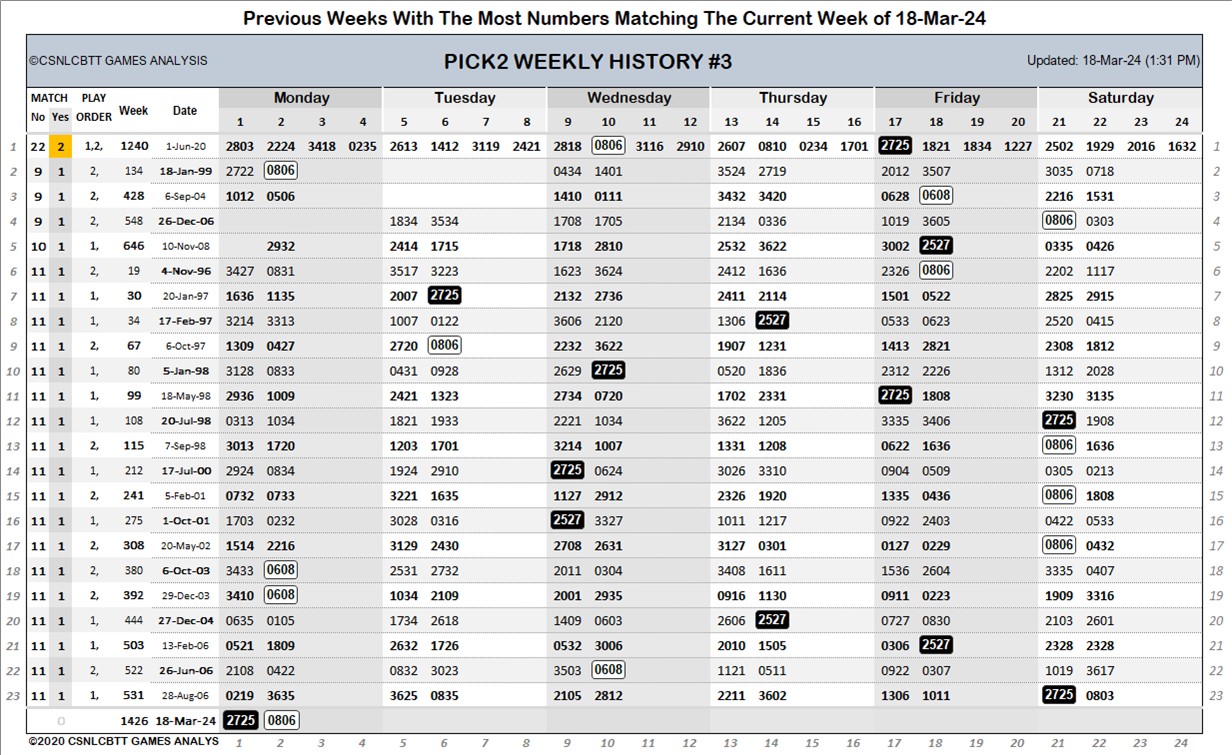 Previous Weeks With The Most Numbers Matching The Current Week of 18-Mar-24
©CSNLCBTT GAMES ANALYSIS PICK2 WEEKLY HISTORY #3 Updated: 18-Mar-24 (1:31 PM)
MATCH PLAY Week Date Monday Tuesday Wednesday Thursday Friday Saturday
No Yes ORDER 1 2 3 4 5 6 7 8 9 10 11 12 13 14 15 16 17 18 19 20 21 22 23 24
1 22 2 1,2, 1240 1-Jun-20 2803 2224 3418 0235 2613 1412 3119 2421 2818 0806 3116 2910 2607 0810 0234 1701 2725 1821 1834 1227 2502 1929 2016 1632 1
2 9 1 2, 134 18-Jan-99 2722 0806 0434 1401 3524 2719 2012 3507 3035 0718 2
3 9 1 2, 428 6-Sep-04 1012 0506 1410 0111 3432 3420 0628 0608 2216 1531 3
4 9 1 2, 548 26-Dec-06 1834 3534 1708 1705 2134 0336 1019 3605 0806 0303 4
5 10 1 1, 646 10-Nov-08 2932 2414 1715 1718 2810 2532 3622 3002 2527 0335 0426 5
6 11 1 2, 19 4-Nov-96 3427 0831 3517 3223 1623 3624 2412 1636 2326 0806 2202 1117 6
7 11 1 1, 30 20-Jan-97 1636 1135 2007 2725 2132 2736 2411 2114 1501 0522 2825 2915 7
8 11 1 1, 34 17-Feb-97 3214 3313 1007 0122 3606 2120 1306 2527 0533 0623 2520 0415 8
9 11 1 2, 67 6-Oct-97 1309 0427 2720 0806 2232 3622 1907 1231 1413 2821 2308 1812 9
10 11 1 1, 80 5-Jan-98 3128 0833 0431 0928 2629 2725 0520 1836 2312 2226 1312 2028 10
11 11 1 1, 99 18-May-98 2936 1009 2421 1323 2734 0720 1702 2331 2725 1808 3230 3135 11
12 11 1 1, 108 20-Jul-98 0313 1034 1821 1933 2221 1034 3622 1205 3335 3406 2725 1908 12
13 11 1 2, 115 7-Sep-98 3013 1720 1203 1701 3214 1007 1331 1208 0622 1636 0806 1636 13
14 11 1 1, 212 17-Jul-00 2924 0834 1924 2910 2725 0624 3026 3310 0904 0509 0305 0213 14
15 11 1 2, 241 5-Feb-01 0732 0733 3221 1635 1127 2912 2326 1920 1335 0436 0806 1808 15
16 11 1 1, 275 1-Oct-01 1703 0232 3028 0316 2527 3327 1011 1217 0922 2403 0422 0533 16
17 11 1 2, 308 20-May-02 1514 2216 3129 2430 2708 2631 3127 0301 0127 0229 0806 0432 17
18 11 1 2, 380 6-Oct-03 3433 0608 2531 2732 2011 0304 3408 1611 1536 2604 3335 0407 18
19 11 1 2, 392 29-Dec-03 3410 0608 1034 2109 2001 2935 0916 1130 0911 0223 1909 3316 19
20 11 1 1, 444 27-Dec-04 0635 0105 1734 2618 1409 0603 2606 2527 0727 0830 2103 2601 20
21 11 1 1, 503 13-Feb-06 0521 1809 2632 1726 0532 3006 2010 1505 0306 2527 2328 2328 21
22 11 1 2, 522 26-Jun-06 2108 0422 0832 3023 3503 0608 1121 0511 0922 0307 1019 3617 22
23 11 1 1, 531 28-Aug-06 0219 3635 3625 0835 2105 2812 2211 3602 1306 1011 2725 0803 23
0 1426 18-Mar-24 2725 0806
©2020 CSNLCBTT GAMES ANALYS 1 2 3 4 5 6 7 8 9 10 11 12 13 14 15 16 17 18 19 20 21 22 23 24